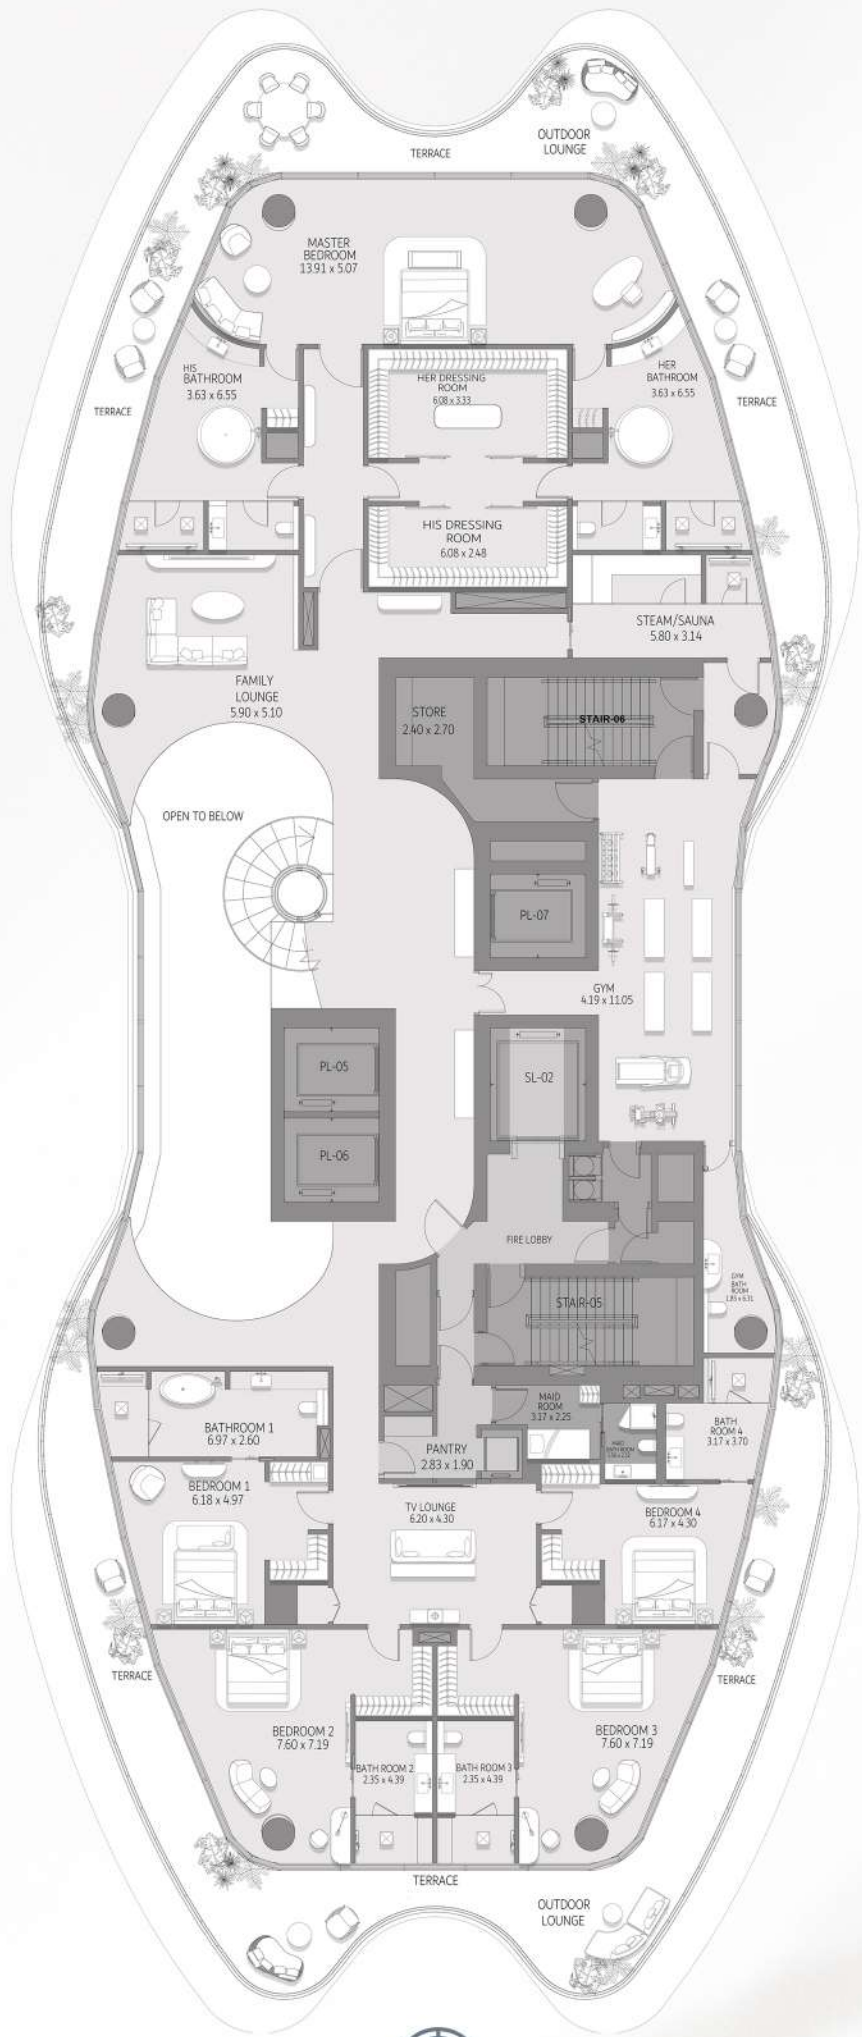 OUTDOOR
LOUNGE
TERRACE
MASTER
BEDROOM
13.91 x 5.07
HIS
BATHROOM
3.63 x 6.55
HER DRESSING
ROOM
6.08 x 3.33
HER
BATHROOM
3.63 x 6.55
TERRACE
TERRACE
HIS DRESSING
ROOM
6.08 x 2.48
STEAM/SAUNA
5.80 x 3.14
FAMILY
LOUNGE
5.90 x 5.10
STORE
2.40 x 2.70
STAIR-06
OPEN TO BELOW
PL-07
GYM
4.19 x 11.05
PL-05
SL-02
PL-06
FIRE LOBBY
GYM
BATH
ROOM
STAIR-05
MAID
ROOM
3.17 x 2.25
BATHROOM 1
6.97 x 2.60
BATH
ROOM 4
3.17 x 3.70
PANTRY
2.83 x 1.90
MAID
BATH ROOM
BEDROOM 1
6.18 x 4.97
TV LOUNGE
6.20 x 4.30
BEDROOM 4
6.17 x 4.30
TERRACE
TERRACE
BEDROOM 2
7.60 x 7.19
BEDROOM 3
7.60 x 7.19
BATH ROOM 2
2.35 x 4.39
BATH ROOM 3
2.35 x 4.39
TERRACE
OUTDOOR
LOUNGE